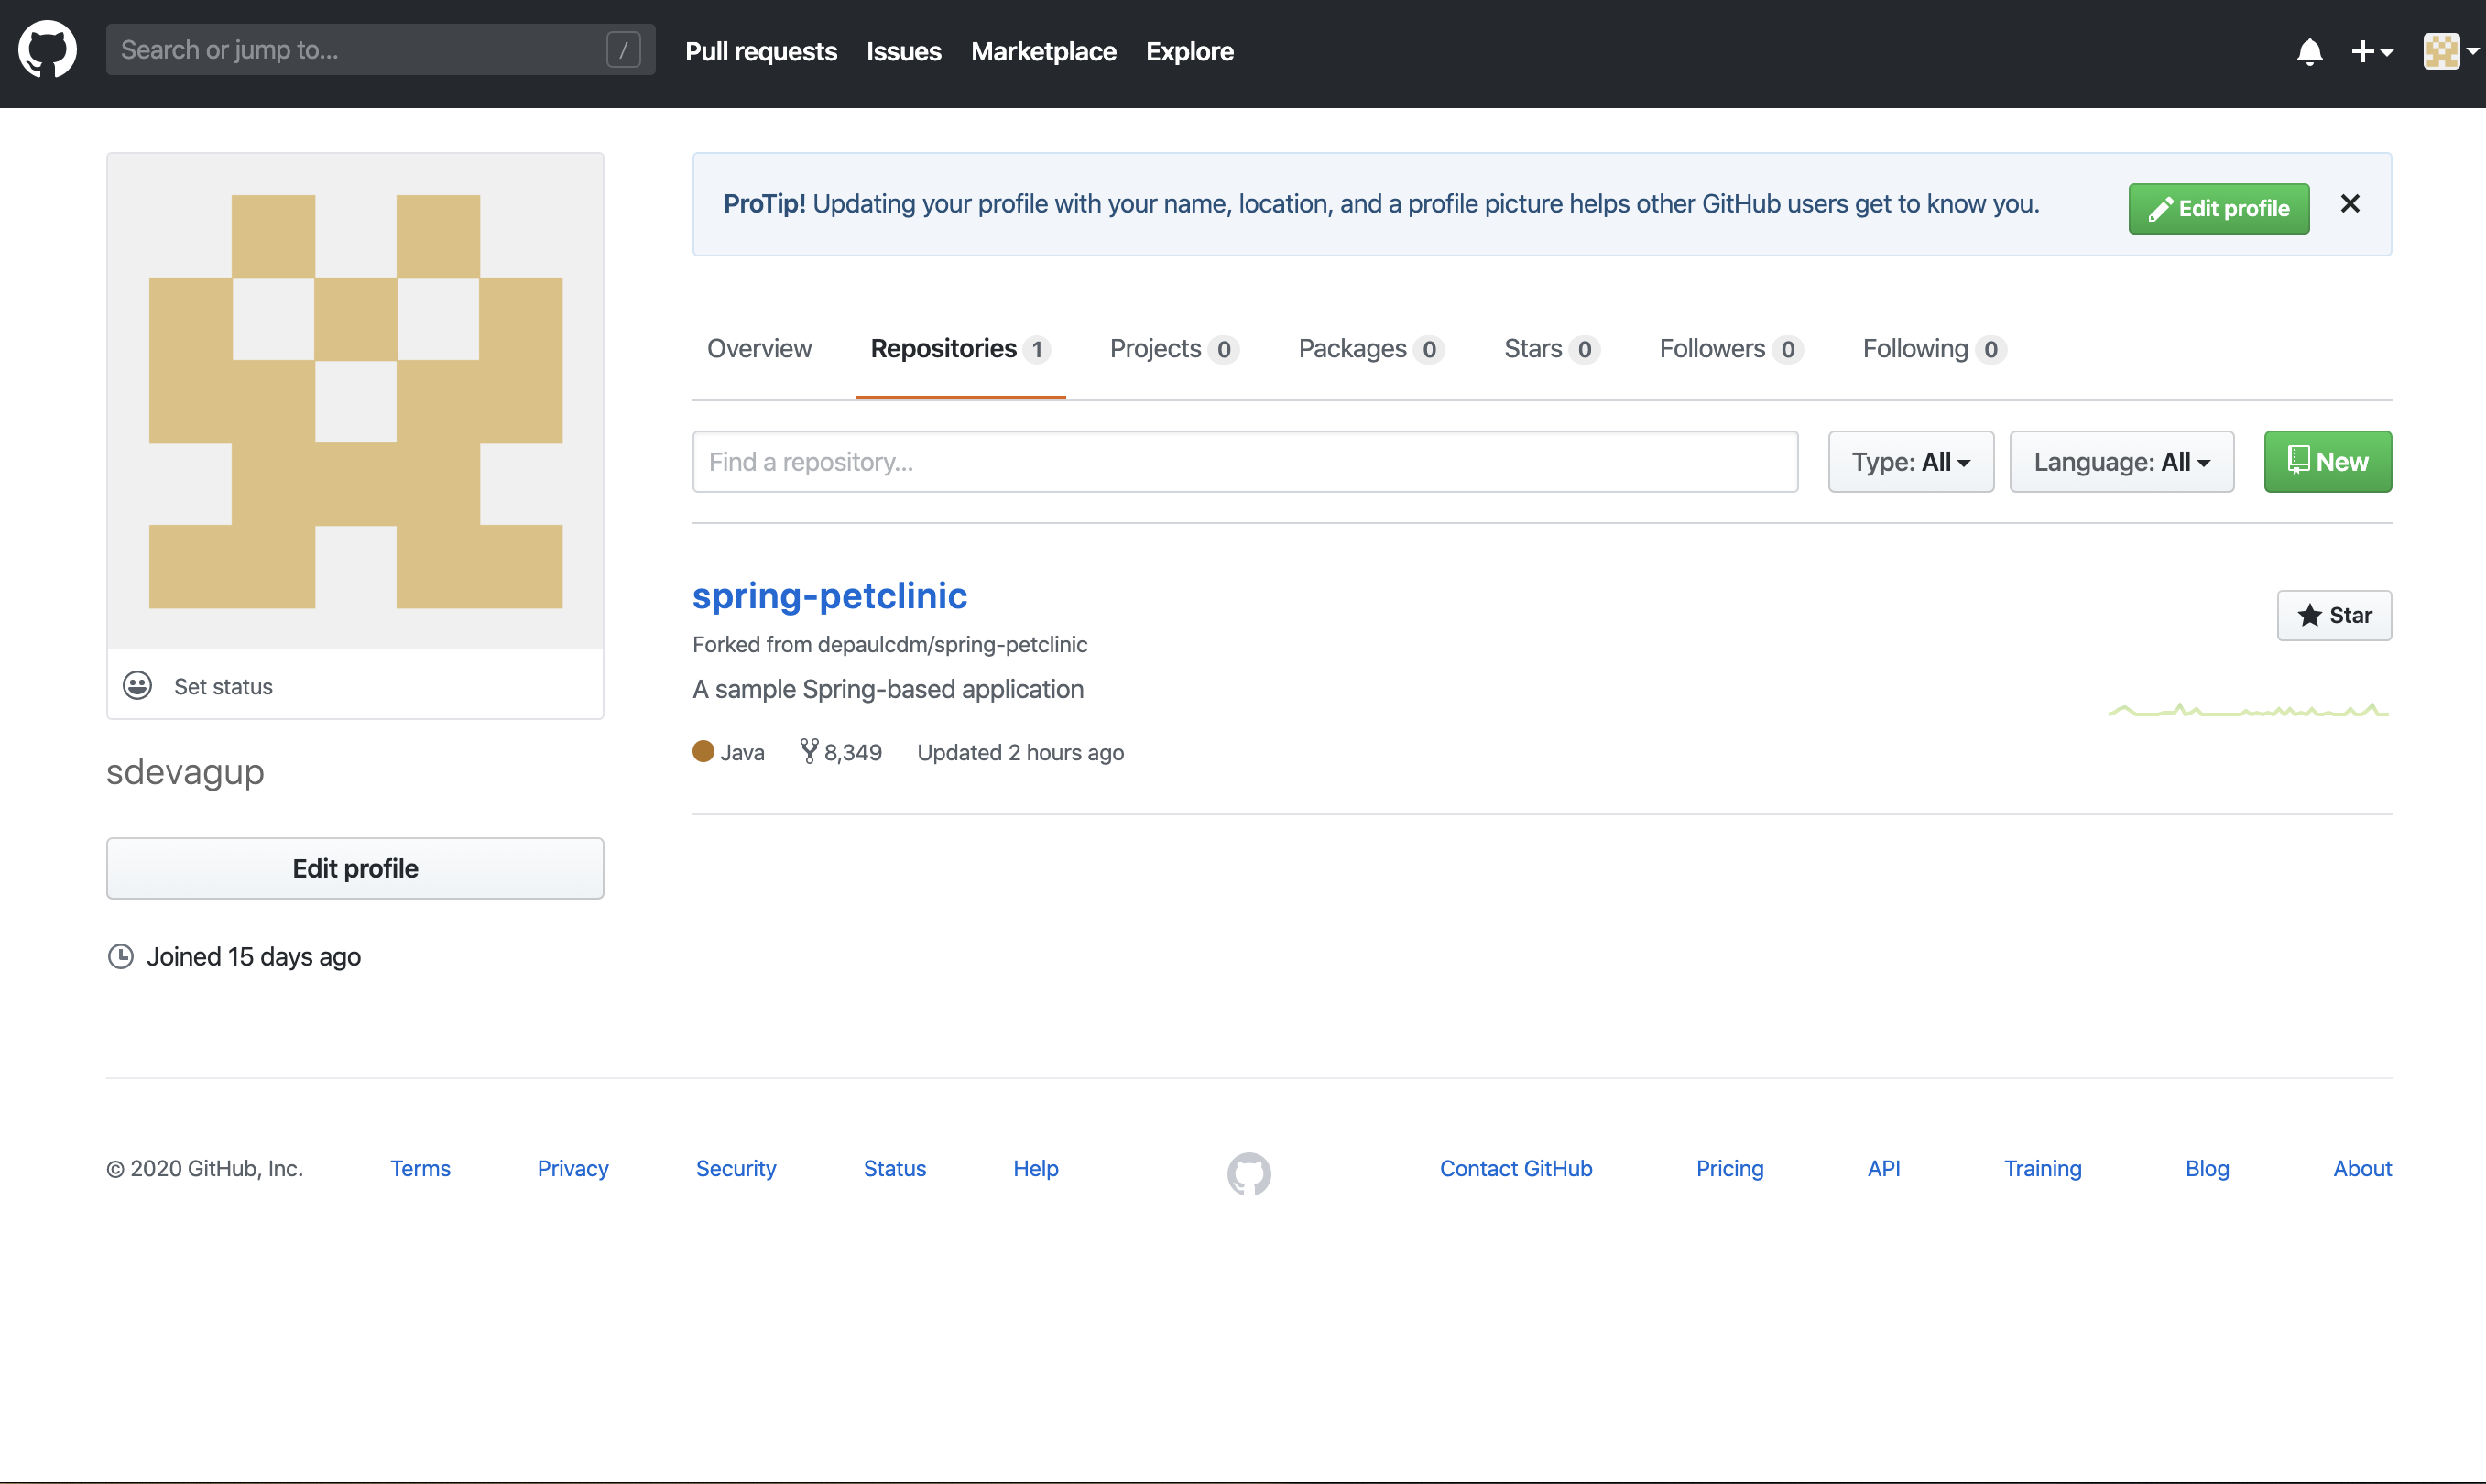 Search or jump to... /
Pull requests Issues Marketplace Explore
ProTip! Updating your profile with your name, location, and a profile picture helps other GitHub users get to know you.
Edit profile
Overview Repositories 1 Projects 0 Packages 0 Stars 0 Followers 0 Following 0
Find a repository...
Type: All
Language: All
New
spring-petclinic
Star
Forked from depaulcdm/spring-petclinic
A sample Spring-based application
Java 8,349 Updated 2 hours ago
Set status
sdevagup
Edit profile
Joined 15 days ago
© 2020 GitHub, Inc. Terms Privacy Security Status Help Contact GitHub Pricing API Training Blog About